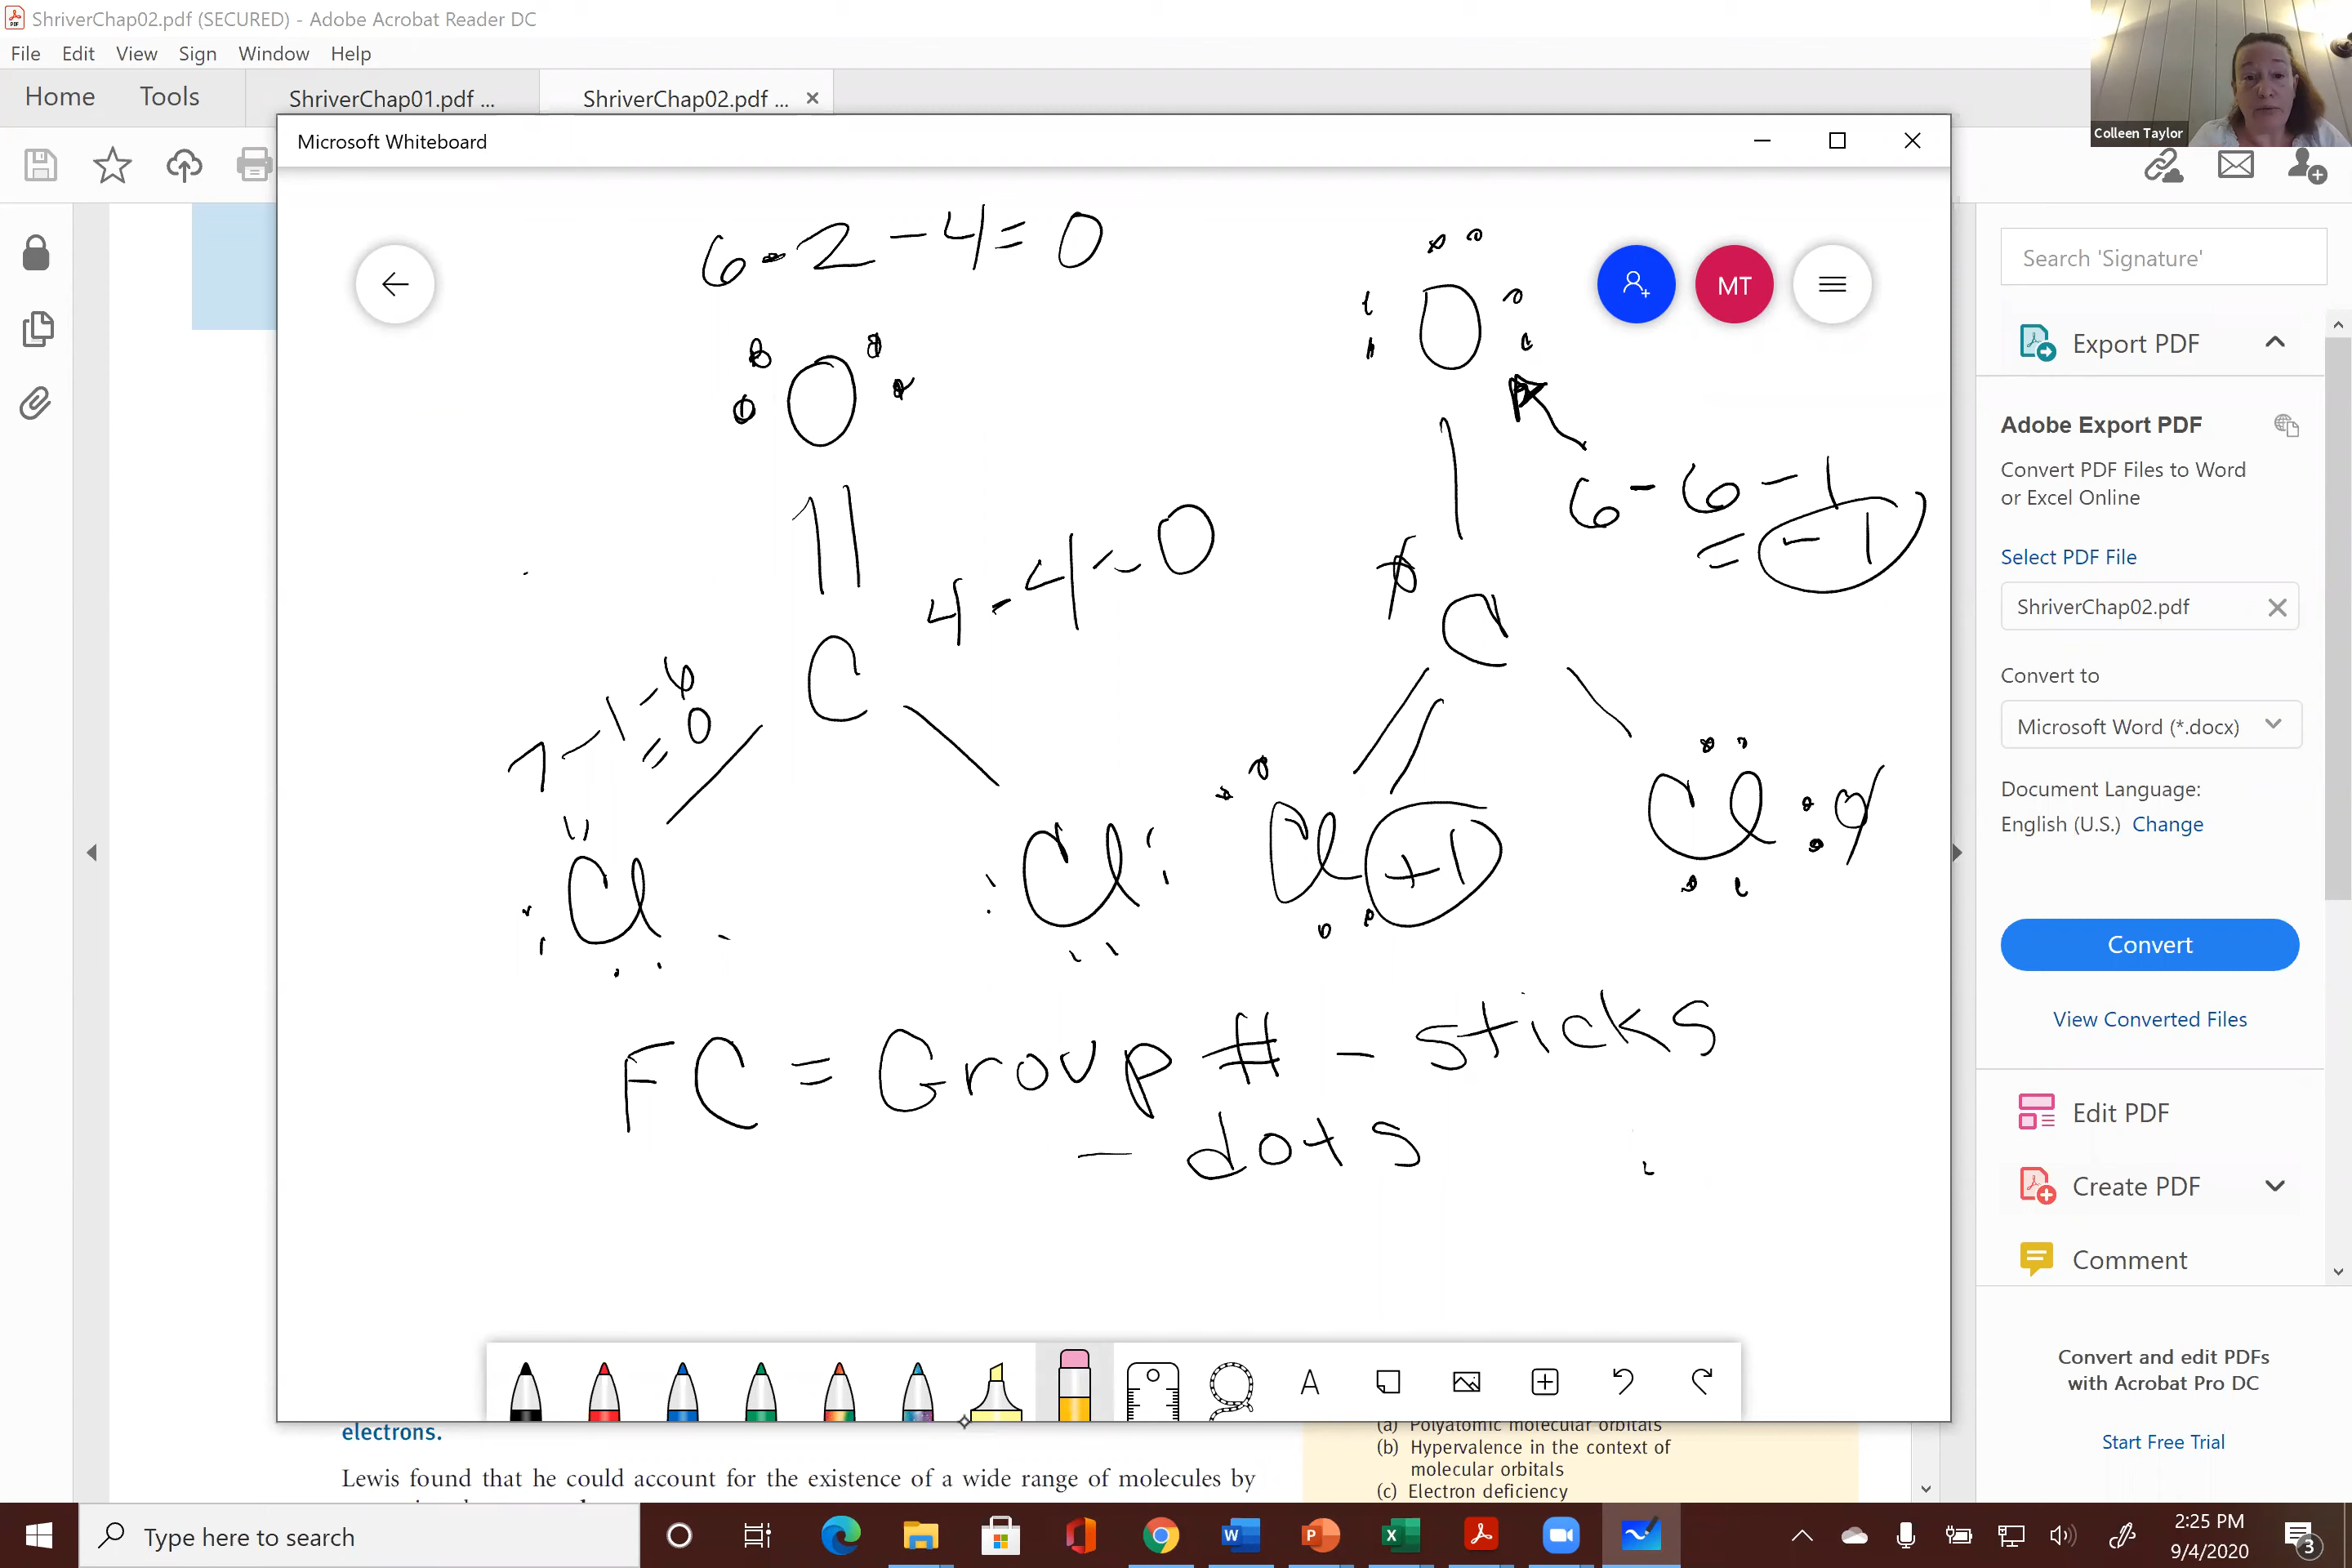 ShriverChap02.pdf (SECURED) - Adobe Acrobat Reader DC
File Edit View Sign Window Help
Home Tools ShriverChap01.pdf ... ShriverChap02.pdf ...
Colleen Taylor
Microsoft Whiteboard
6-2-4=0
MT
O
O
6-6-1
= -1
4-4=0
C
C
7-1-6
=0
Cl
Cl
Cl +1
Cl
FC = Group # - sticks
- dots
Search 'Signature'
Export PDF
Adobe Export PDF
Convert PDF Files to Word
or Excel Online
Select PDF File
ShriverChap02.pdf
Convert to
Microsoft Word (*.docx)
Document Language:
English (U.S.) Change
Convert
View Converted Files
Edit PDF
Create PDF
Comment
Convert and edit PDFs
with Acrobat Pro DC
Start Free Trial
electrons.
Lewis found that he could account for the existence of a wide range of molecules by
(a) Polyatomic molecular orbitals
(b) Hypervalence in the context of
molecular orbitals
(c) Electron deficiency
Type here to search
2:25 PM
9/4/2020
3